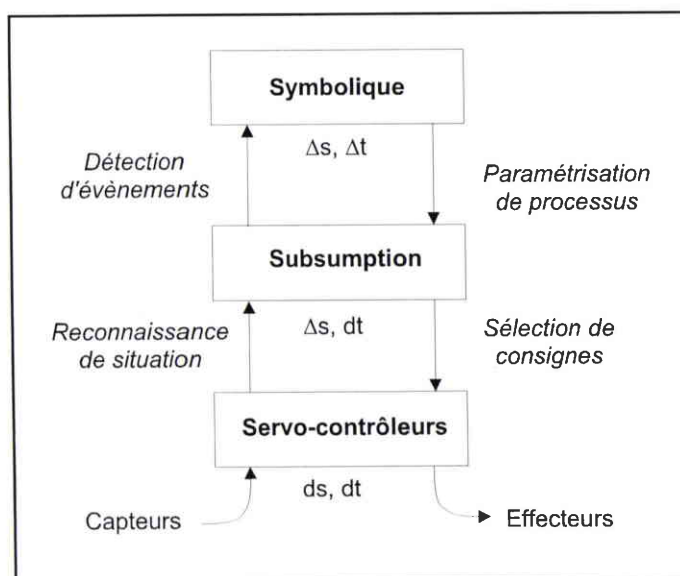 Symbolique
Δs, Δt
Détection
d'évènements
Paramétrisation
de processus
Subsumption
Δs, dt
Reconnaissance
de situation
Sélection de
consignes
Servo-contrôleurs
ds, dt
Capteurs
Effecteurs